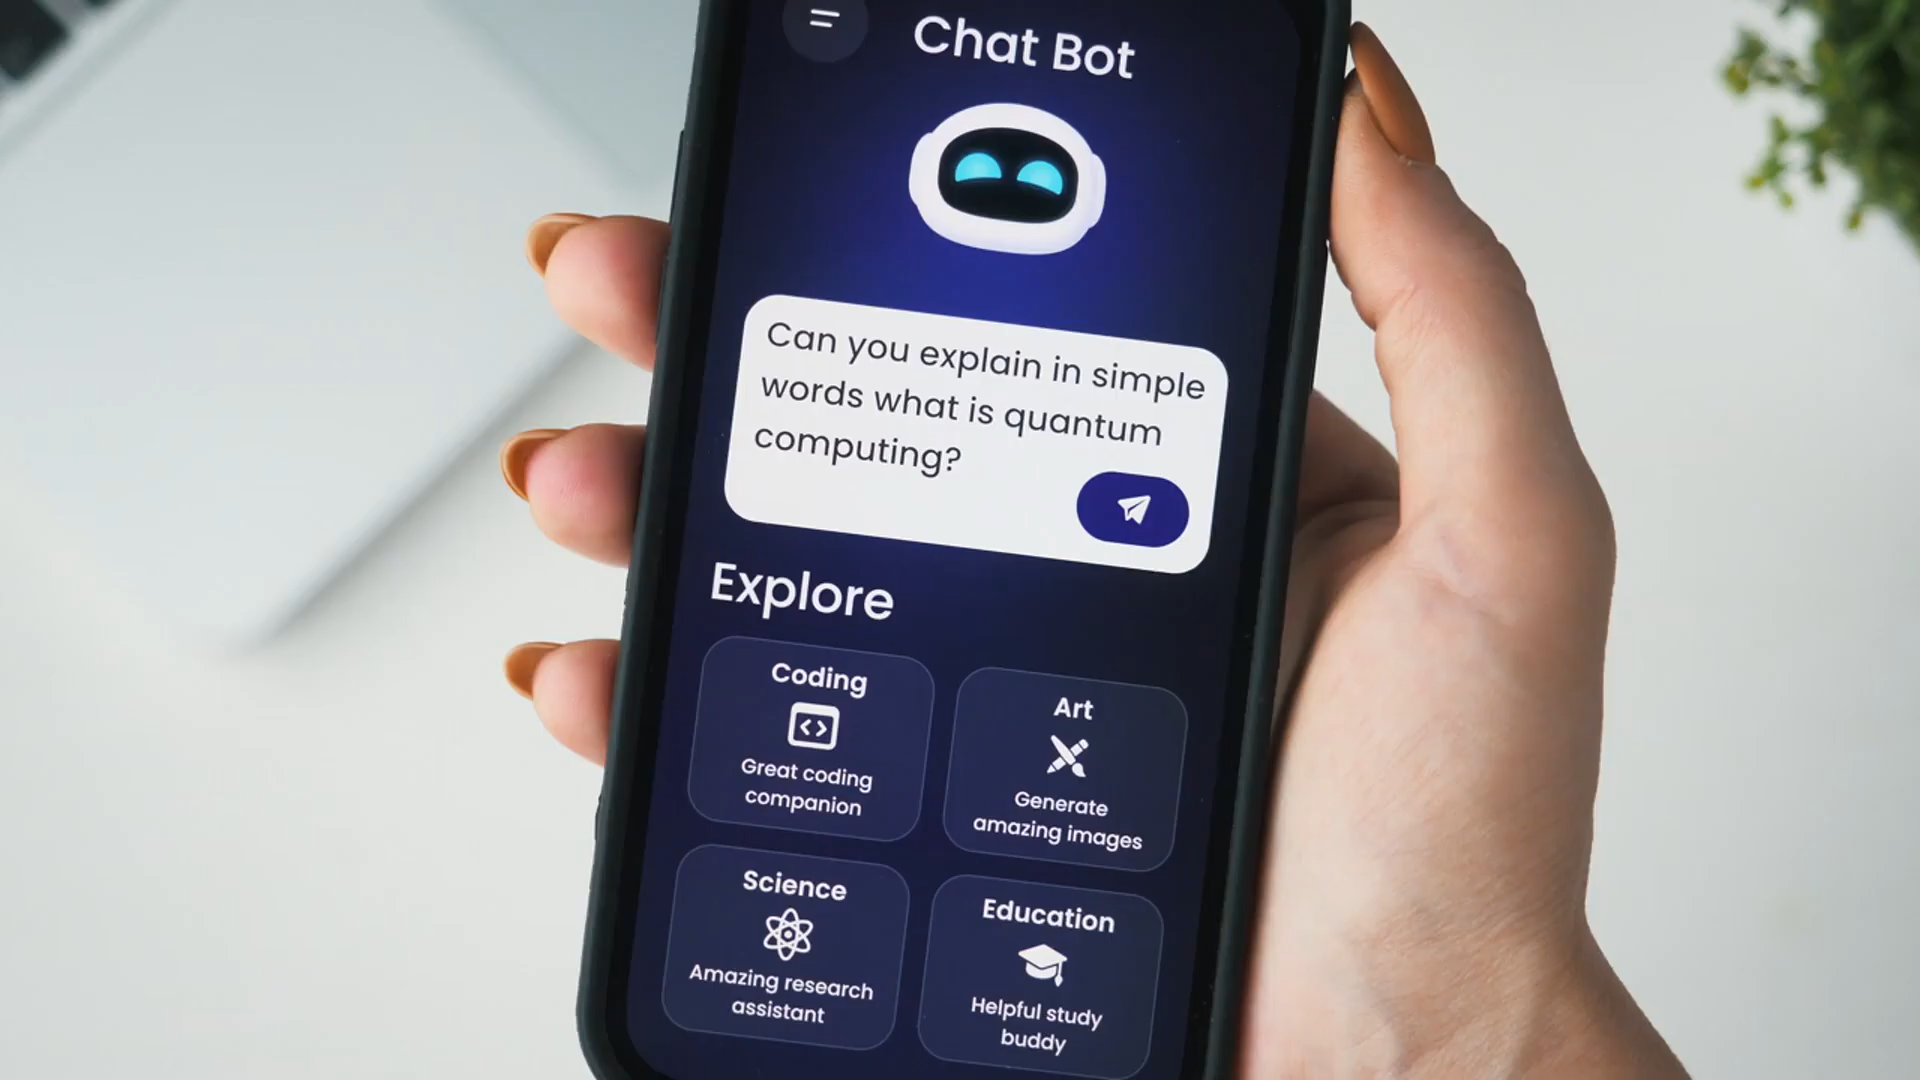 Chat Bot
Can you explain in simple
words what is quantum
computing?
Explore
Coding
Great coding
companion
Art
Generate
amazing images
Science
Amazing research
assistant
Education
Helpful study
buddy